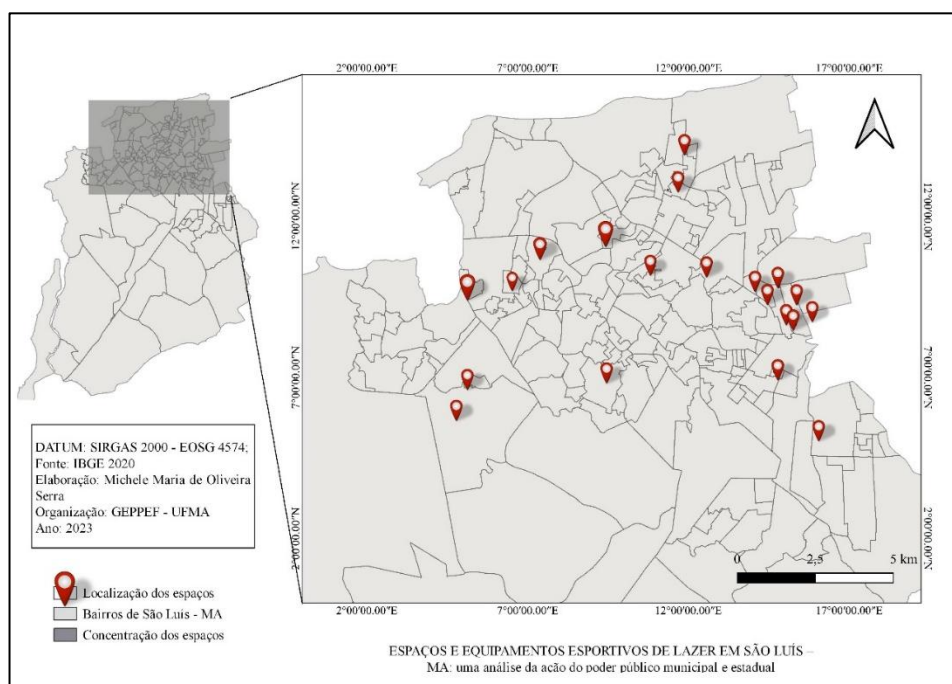 2°00'00.00"E 7°00'00.00"E 12°00'00.00"E 17°00'00.00"E
12°00'00.00"N 12°00'00.00"N
7°00'00.00"N 7°00'00.00"N
2°00'00.00"N 2°00'00.00"N
DATUM: SIRGAS 2000 - EOSG 4574;
Fonte: IBGE 2020
Elaboração: Michele Maria de Oliveira
Serra
Organização: GEPPEF - UFMA
Ano: 2023
0 2,5 5 km
2°00'00.00"E 7°00'00.00"E 12°00'00.00"E 17°00'00.00"E
Localização dos espaços
Bairros de São Luis - MA
Concentração dos espaços
ESPAÇOS E EQUIPAMENTOS ESPORTIVOS DE LAZER EM SÃO LUÍS –
MA: uma análise da ação do poder público municipal e estadual